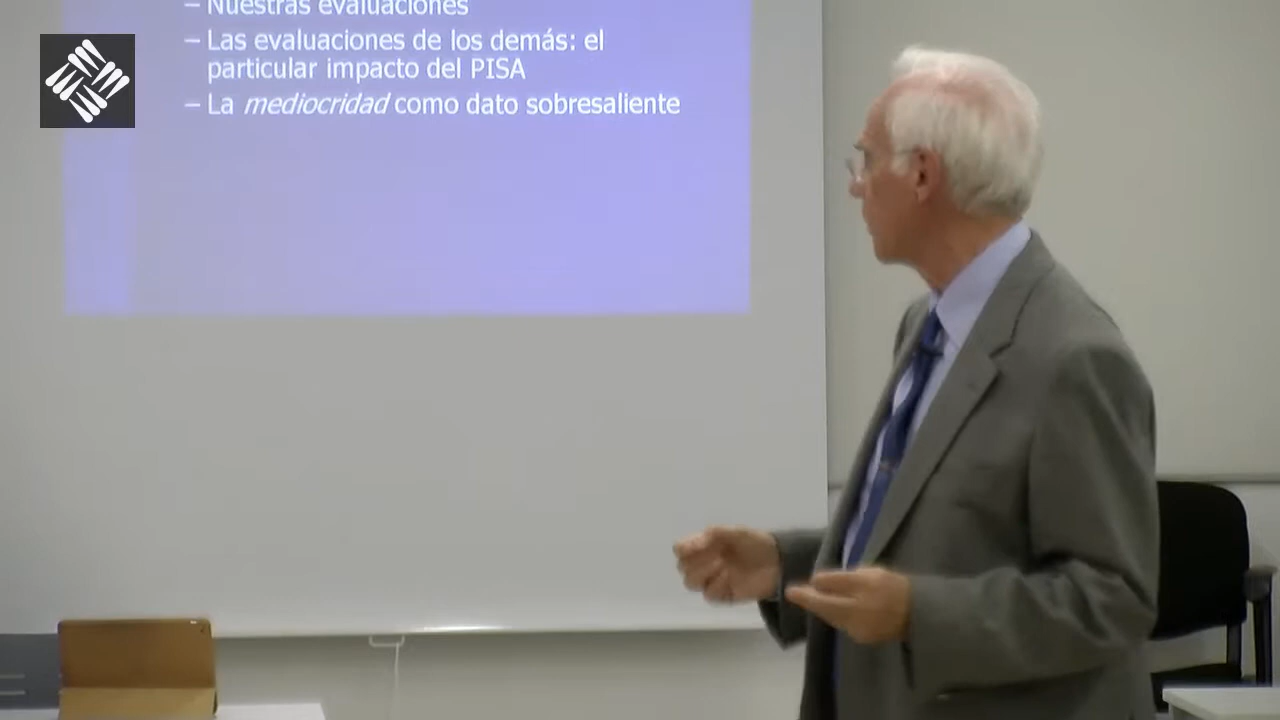 – Nuestras evaluaciones
– Las evaluaciones de los demás: el
particular impacto del PISA
– La mediocridad como dato sobresaliente